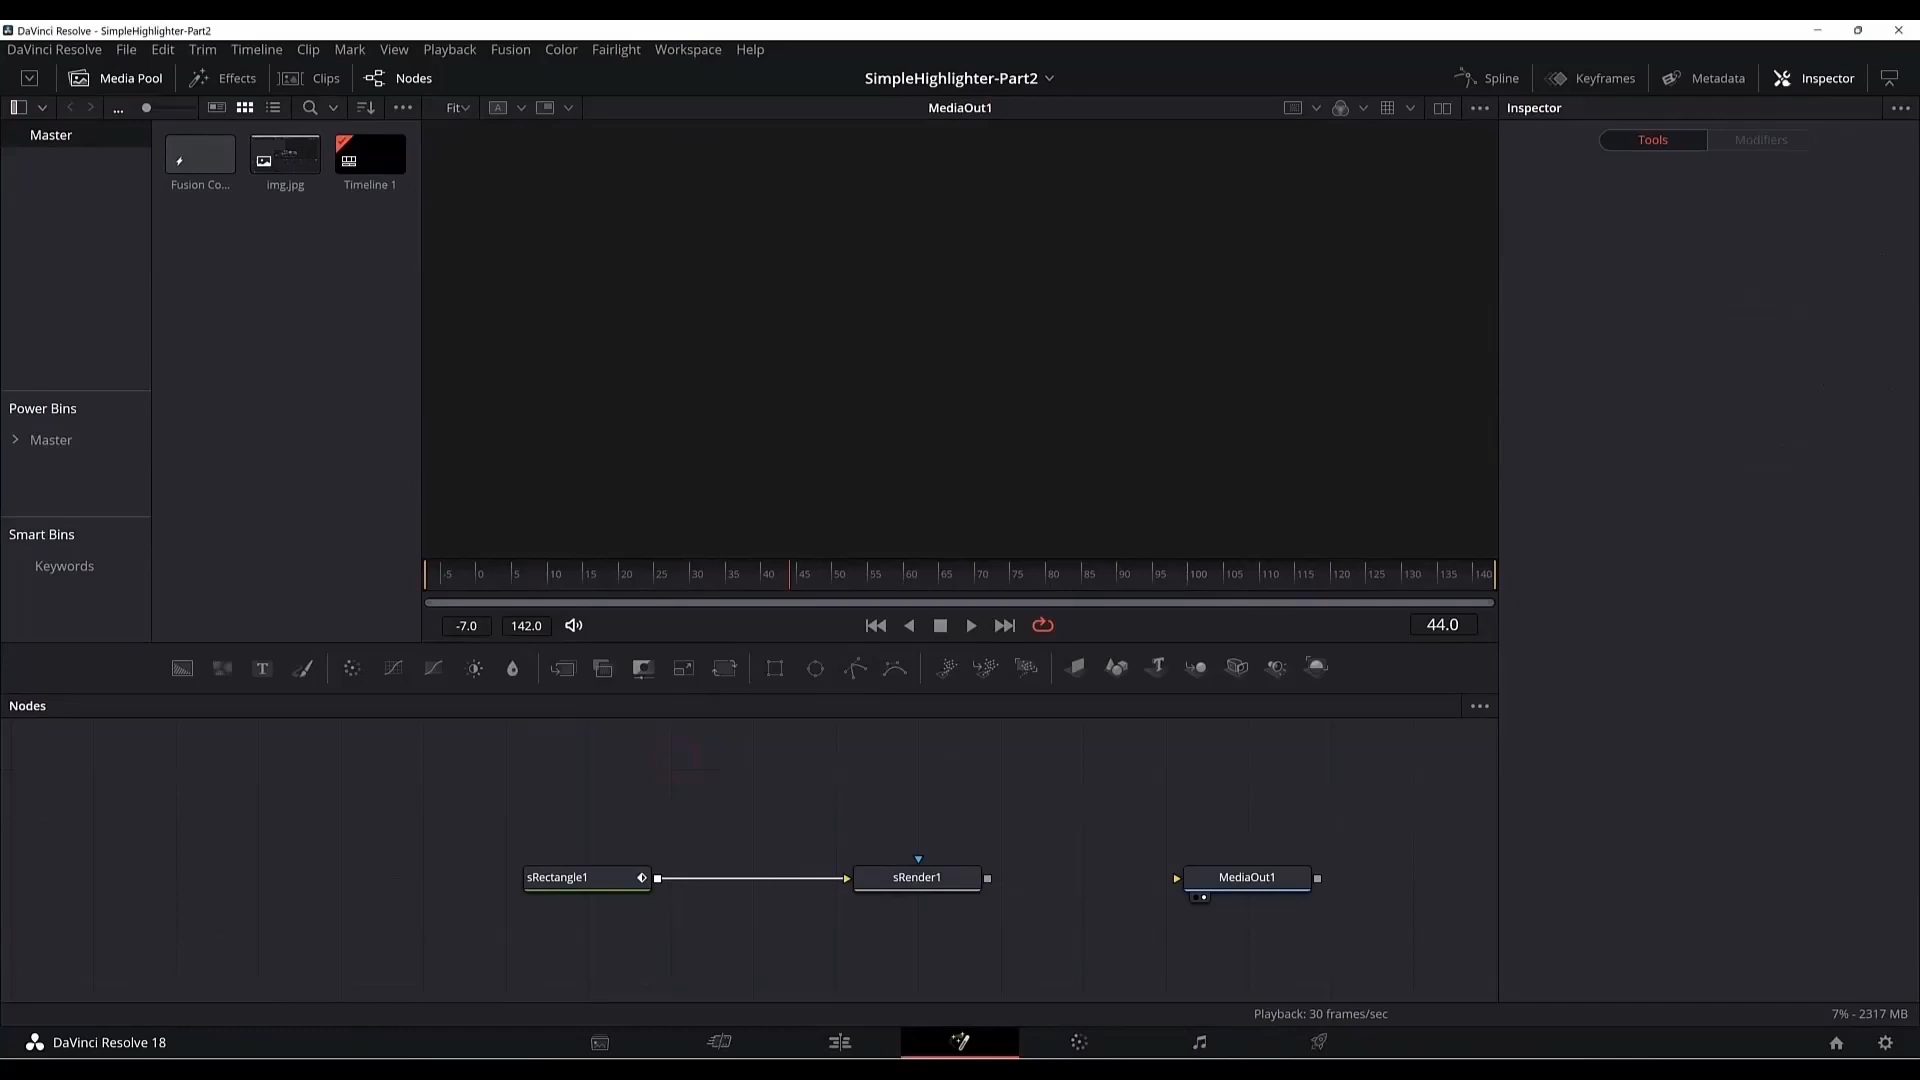 DaVinci Resolve - SimpleHighlighter-Part2
DaVinci Resolve File Edit Trim Timeline Clip Mark View Playback Fusion Color Fairlight Workspace Help
Media Pool Effects Clips Nodes SimpleHighlighter-Part2 Spline Keyframes Metadata Inspector
... Fit A MediaOut1 Inspector
Master
Tools Modifiers
Fusion Co... img.jpg Timeline 1
Power Bins
Master
Smart Bins
Keywords
-5 0 5 10 15 20 25 30 35 40 45 50 55 60 65 70 75 80 85 90 95 100 105 110 115 120 125 130 135 140
-7.0 142.0 44.0
T T
Nodes
sRectangle1 sRender1 MediaOut1
Playback: 30 frames/sec 7% - 2317 MB
DaVinci Resolve 18